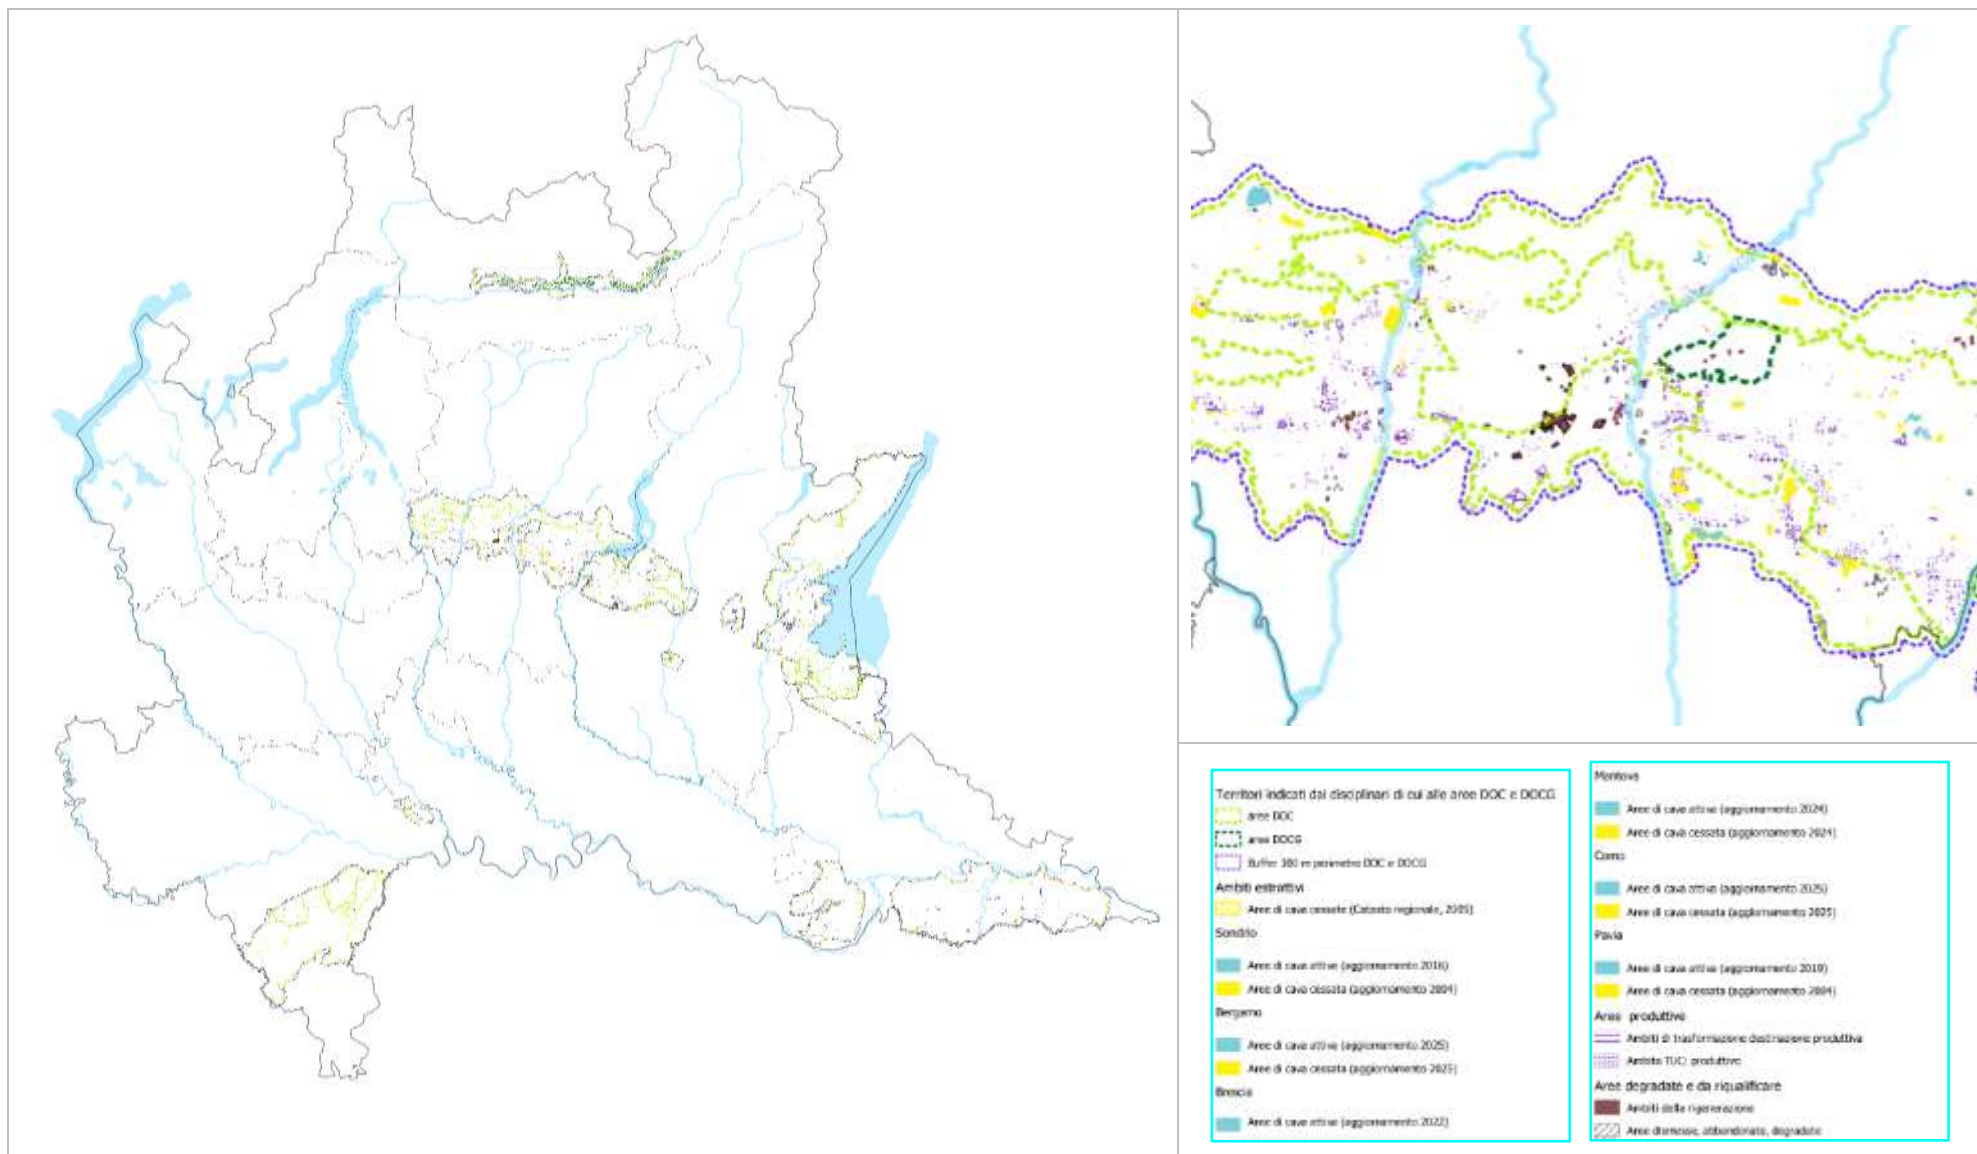 Territori indicati dai disciplinari di cui alle aree DOC e DOCG
aree DOC
aree DOCG
Buffer 300 m perimetro DOC e DOCG
Ambiti estrattivi
Aree di cava cessate (Catasto regionale, 2005)
Sondrio
Aree di cava attive (aggiornamento 2016)
Aree di cava cessata (aggiornamento 2004)
Bergamo
Aree di cava attive (aggiornamento 2025)
Aree di cava cessata (aggiornamento 2025)
Brescia
Aree di cava attive (aggiornamento 2022)
Mantova
Aree di cava attive (aggiornamento 2024)
Aree di cava cessata (aggiornamento 2024)
Como
Aree di cava attive (aggiornamento 2025)
Aree di cava cessata (aggiornamento 2025)
Pavia
Aree di cava attive (aggiornamento 2019)
Aree di cava cessata (aggiornamento 2004)
Aree produttive
Ambiti di trasformazione destinazione produttiva
Ambito TUC: produttivo
Aree degradate e da riqualificare
Ambiti della rigenerazione
Aree dismesse, abbandonate, degradate